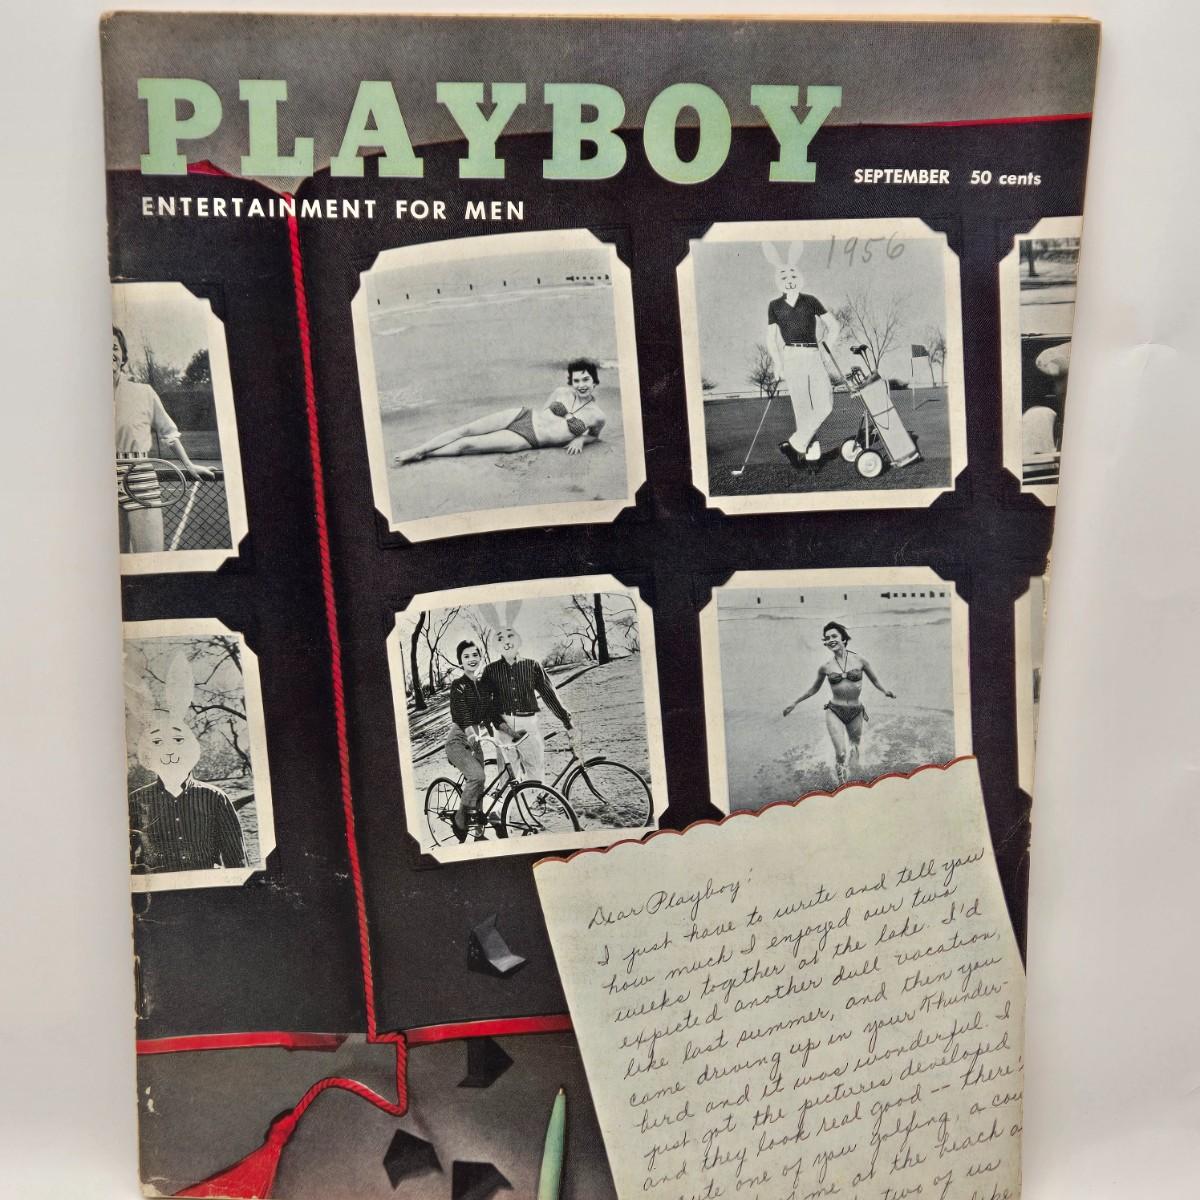 PLAYBOY
SEPTEMBER 50 cents
ENTERTAINMENT FOR MEN
1956
Dear Playboy:
I just have to write and tell you
how much I enjoyed our two
weeks together at the lake. I'd
expected another dull vacation,
like last summer, and then you
came driving up in your Thunder-
bird and it was wonderful. I
just got the pictures developed
and they look real good -- there's
one of you golfing, a cou
me at the beach a
two of us
like